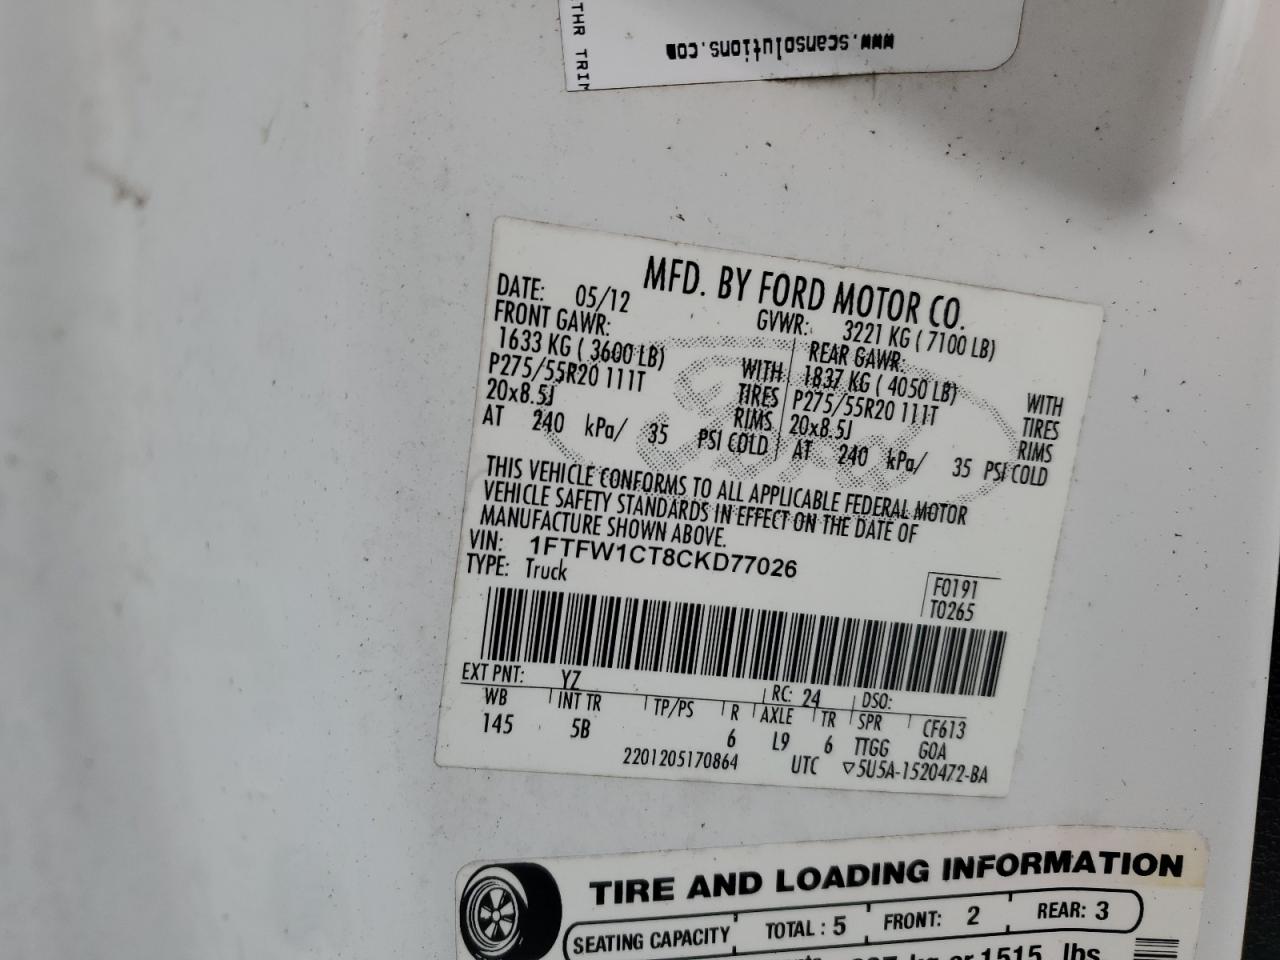 THR TRIM
www.scansolutions.com
MFD. BY FORD MOTOR CO.
DATE: 05/12 GVWR: 3221 KG ( 7100 LB)
FRONT GAWR: REAR GAWR:
1633 KG ( 3600 LB) WITH 1837 KG ( 4050 LB) WITH
P275/55R20 111T TIRES P275/55R20 111T TIRES
20x8.5J RIMS 20x8.5J RIMS
AT 240 kPa/ 35 PSI COLD AT 240 kPa/ 35 PSI COLD
THIS VEHICLE CONFORMS TO ALL APPLICABLE FEDERAL MOTOR
VEHICLE SAFETY STANDARDS IN EFFECT ON THE DATE OF
MANUFACTURE SHOWN ABOVE.
VIN: 1FTFW1CT8CKD77026
TYPE: Truck
F0191
T0265
EXT PNT: YZ RC: 24 DSO:
WB INT TR TP/PS R AXLE TR SPR CF613
145 5B 6 L9 6 TTGG GOA
2201205170864 UTC ▽5U5A-1520472-BA
TIRE AND LOADING INFORMATION
SEATING CAPACITY TOTAL : 5 FRONT: 2 REAR: 3
kg or 1515 lbs.